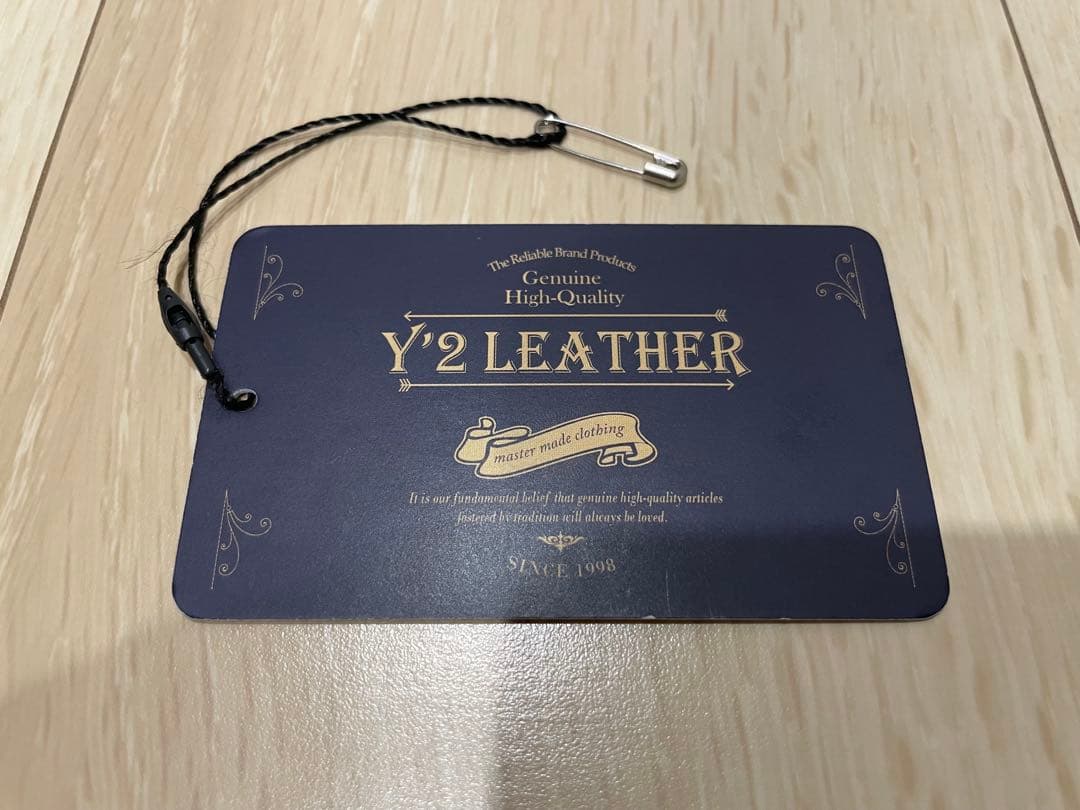 The Reliable Brand Products
Genuine
High-Quality
Y'2 LEATHER
master made clothing
It is our fundamental belief that genuine high-quality articles
fostered by tradition will always be loved.
SINCE 1998